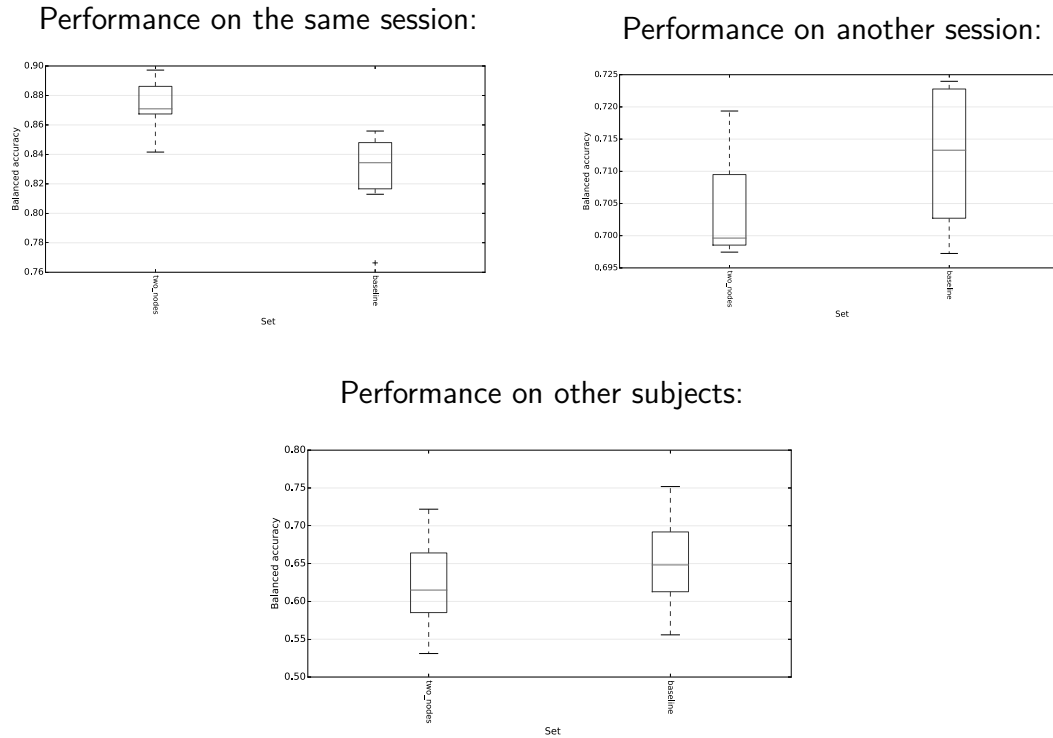 Performance on the same session:
0.90
0.88
0.86
0.84
0.82
0.80
0.78
0.76
Balanced accuracy
two_nodes
baseline
Set
Performance on another session:
0.725
0.720
0.715
0.710
0.705
0.700
0.695
Balanced accuracy
two_nodes
baseline
Set
Performance on other subjects:
0.80
0.75
0.70
0.65
0.60
0.55
0.50
Balanced accuracy
two_nodes
baseline
Set